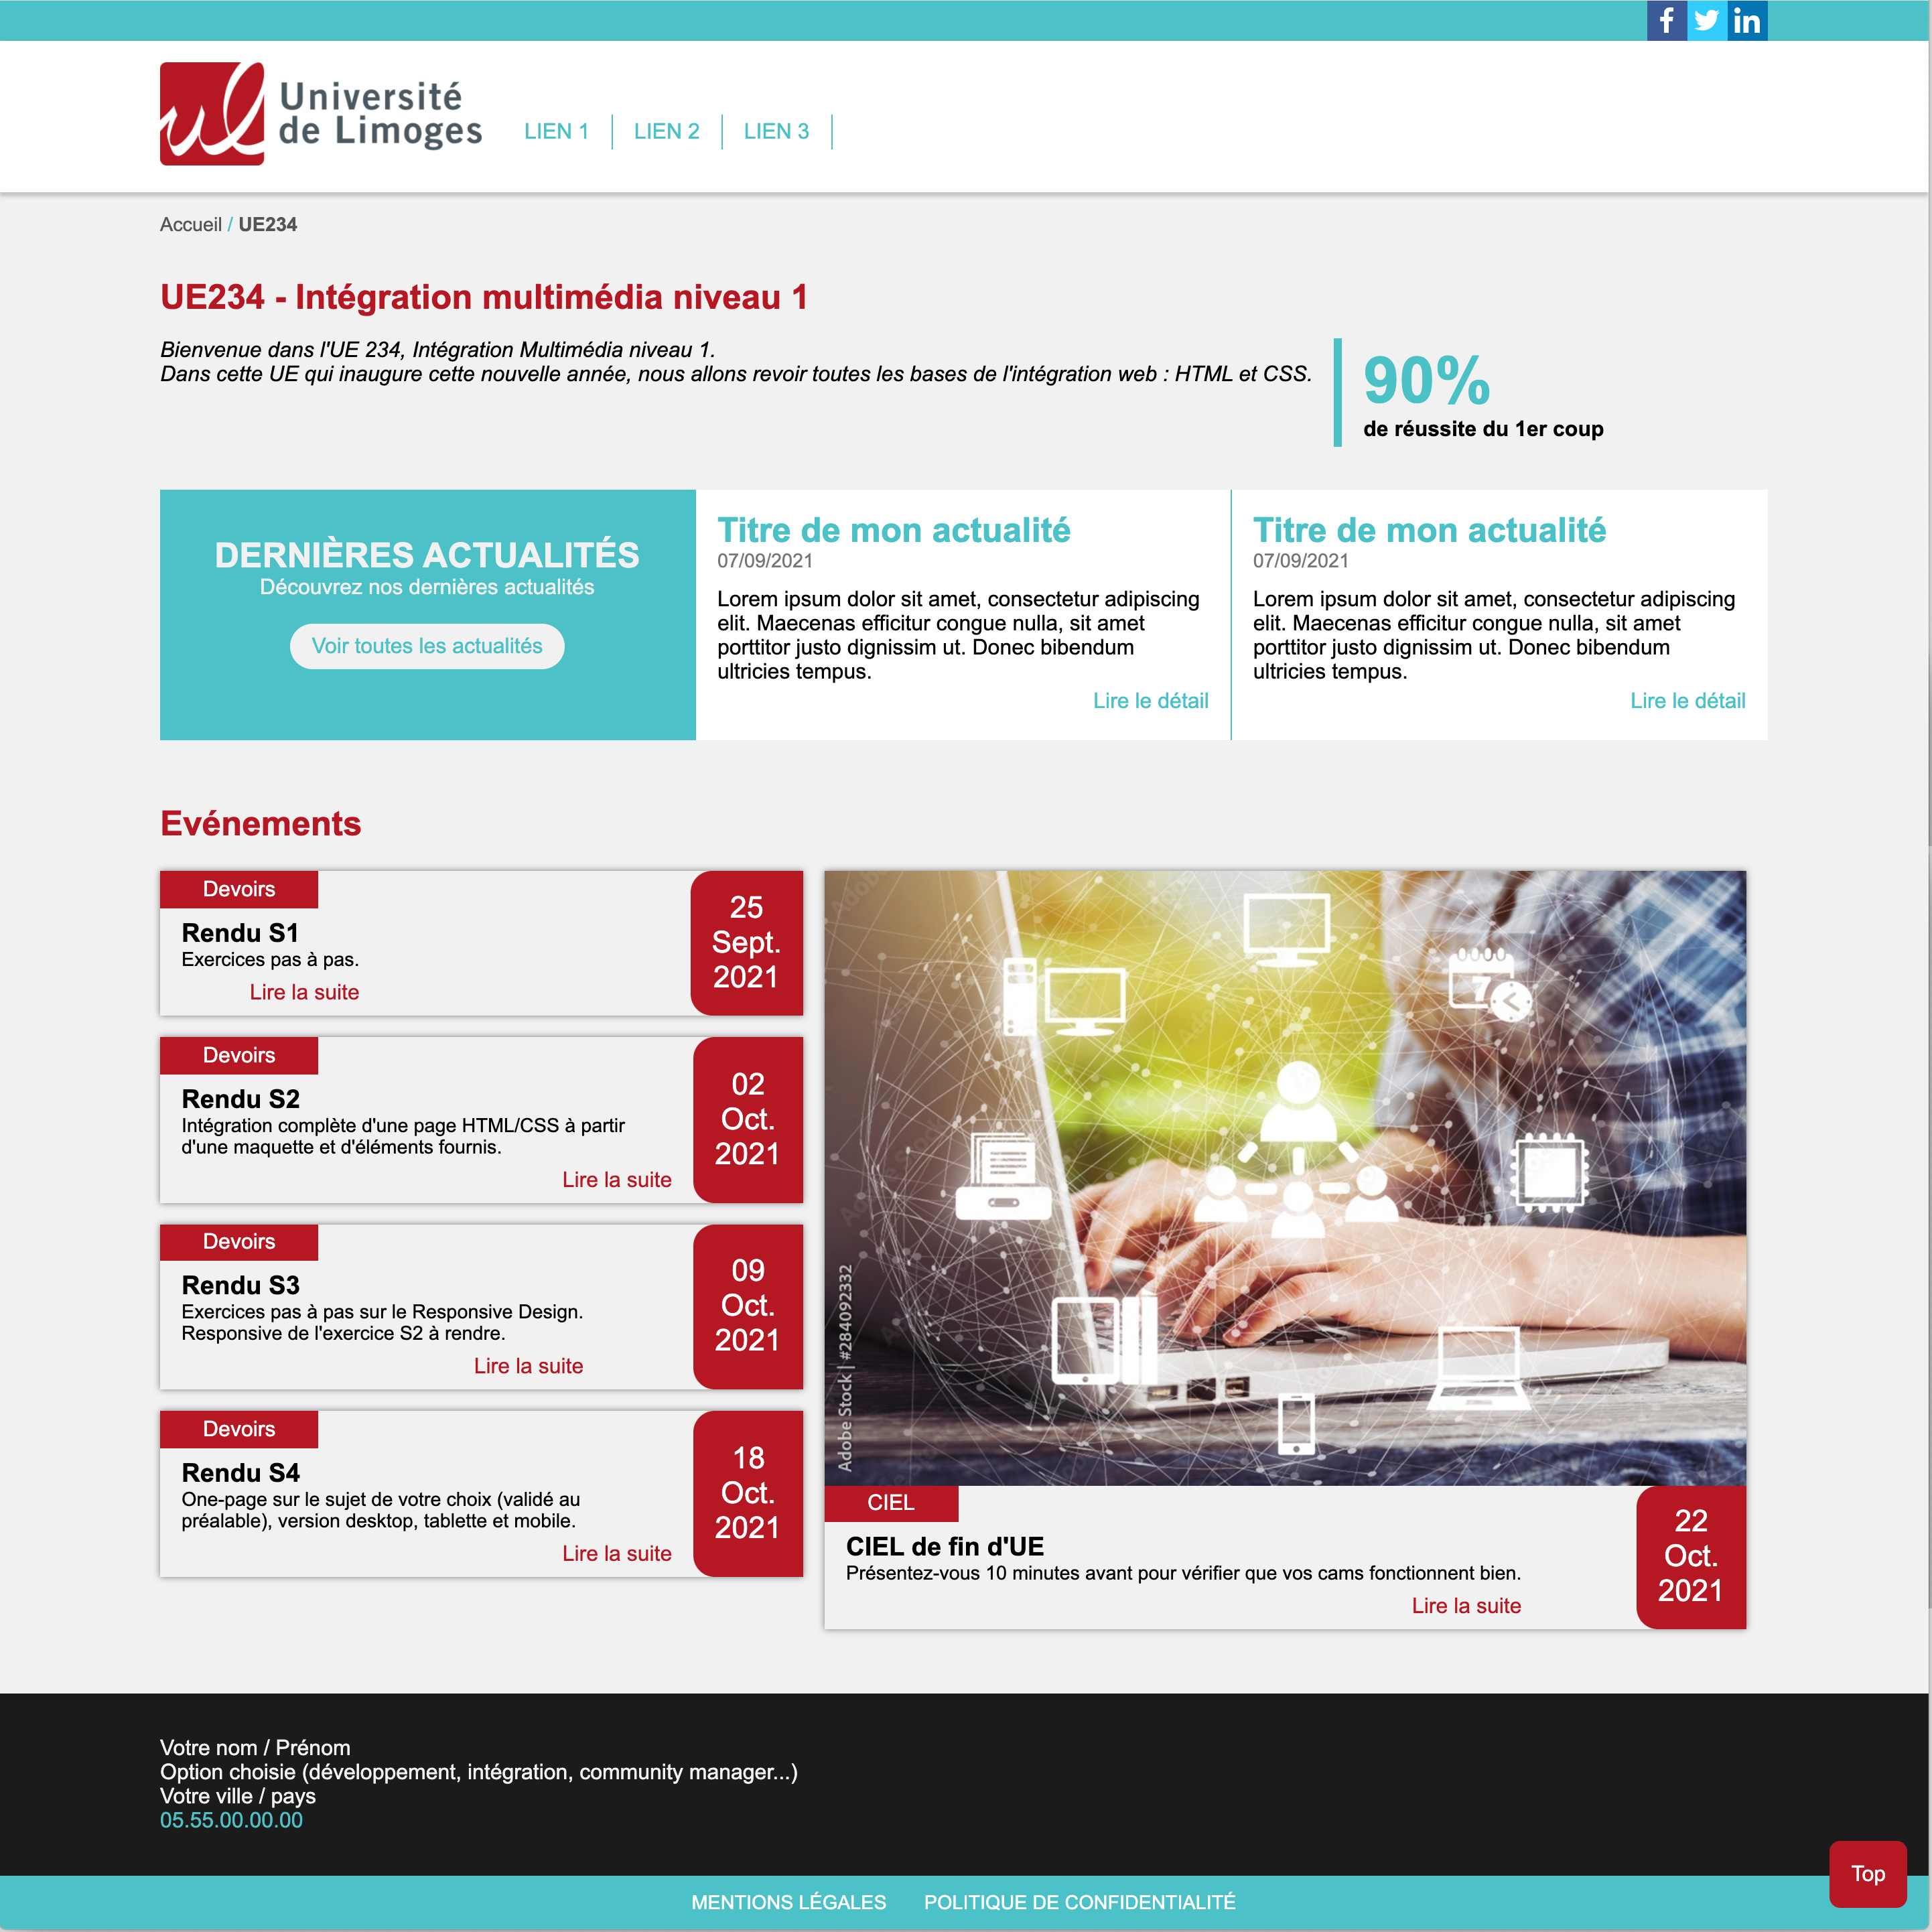 f in
ul Université
de Limoges
LIEN 1 LIEN 2 LIEN 3
Accueil / UE234
UE234 - Intégration multimédia niveau 1
Bienvenue dans l'UE 234, Intégration Multimédia niveau 1.
Dans cette UE qui inaugure cette nouvelle année, nous allons revoir toutes les bases de l'intégration web : HTML et CSS.
90%
de réussite du 1er coup
DERNIÈRES ACTUALITÉS
Découvrez nos dernières actualités
Voir toutes les actualités
Titre de mon actualité
07/09/2021
Lorem ipsum dolor sit amet, consectetur adipiscing
elit. Maecenas efficitur congue nulla, sit amet
porttitor justo dignissim ut. Donec bibendum
ultricies tempus.
Lire le détail
Titre de mon actualité
07/09/2021
Lorem ipsum dolor sit amet, consectetur adipiscing
elit. Maecenas efficitur congue nulla, sit amet
porttitor justo dignissim ut. Donec bibendum
ultricies tempus.
Lire le détail
Evénements
Devoirs
Rendu S1
Exercices pas à pas.
Lire la suite
25
Sept.
2021
Devoirs
Rendu S2
Intégration complète d'une page HTML/CSS à partir
d'une maquette et d'éléments fournis.
Lire la suite
02
Oct.
2021
Devoirs
Rendu S3
Exercices pas à pas sur le Responsive Design.
Responsive de l'exercice S2 à rendre.
Lire la suite
09
Oct.
2021
Devoirs
Rendu S4
One-page sur le sujet de votre choix (validé au
préalable), version desktop, tablette et mobile.
Lire la suite
18
Oct.
2021
7
Adobe Stock | #284092332
CIEL
CIEL de fin d'UE
Présentez-vous 10 minutes avant pour vérifier que vos cams fonctionnent bien.
Lire la suite
22
Oct.
2021
Votre nom / Prénom
Option choisie (développement, intégration, community manager...)
Votre ville / pays
05.55.00.00.00
Top
MENTIONS LÉGALES POLITIQUE DE CONFIDENTIALITÉ